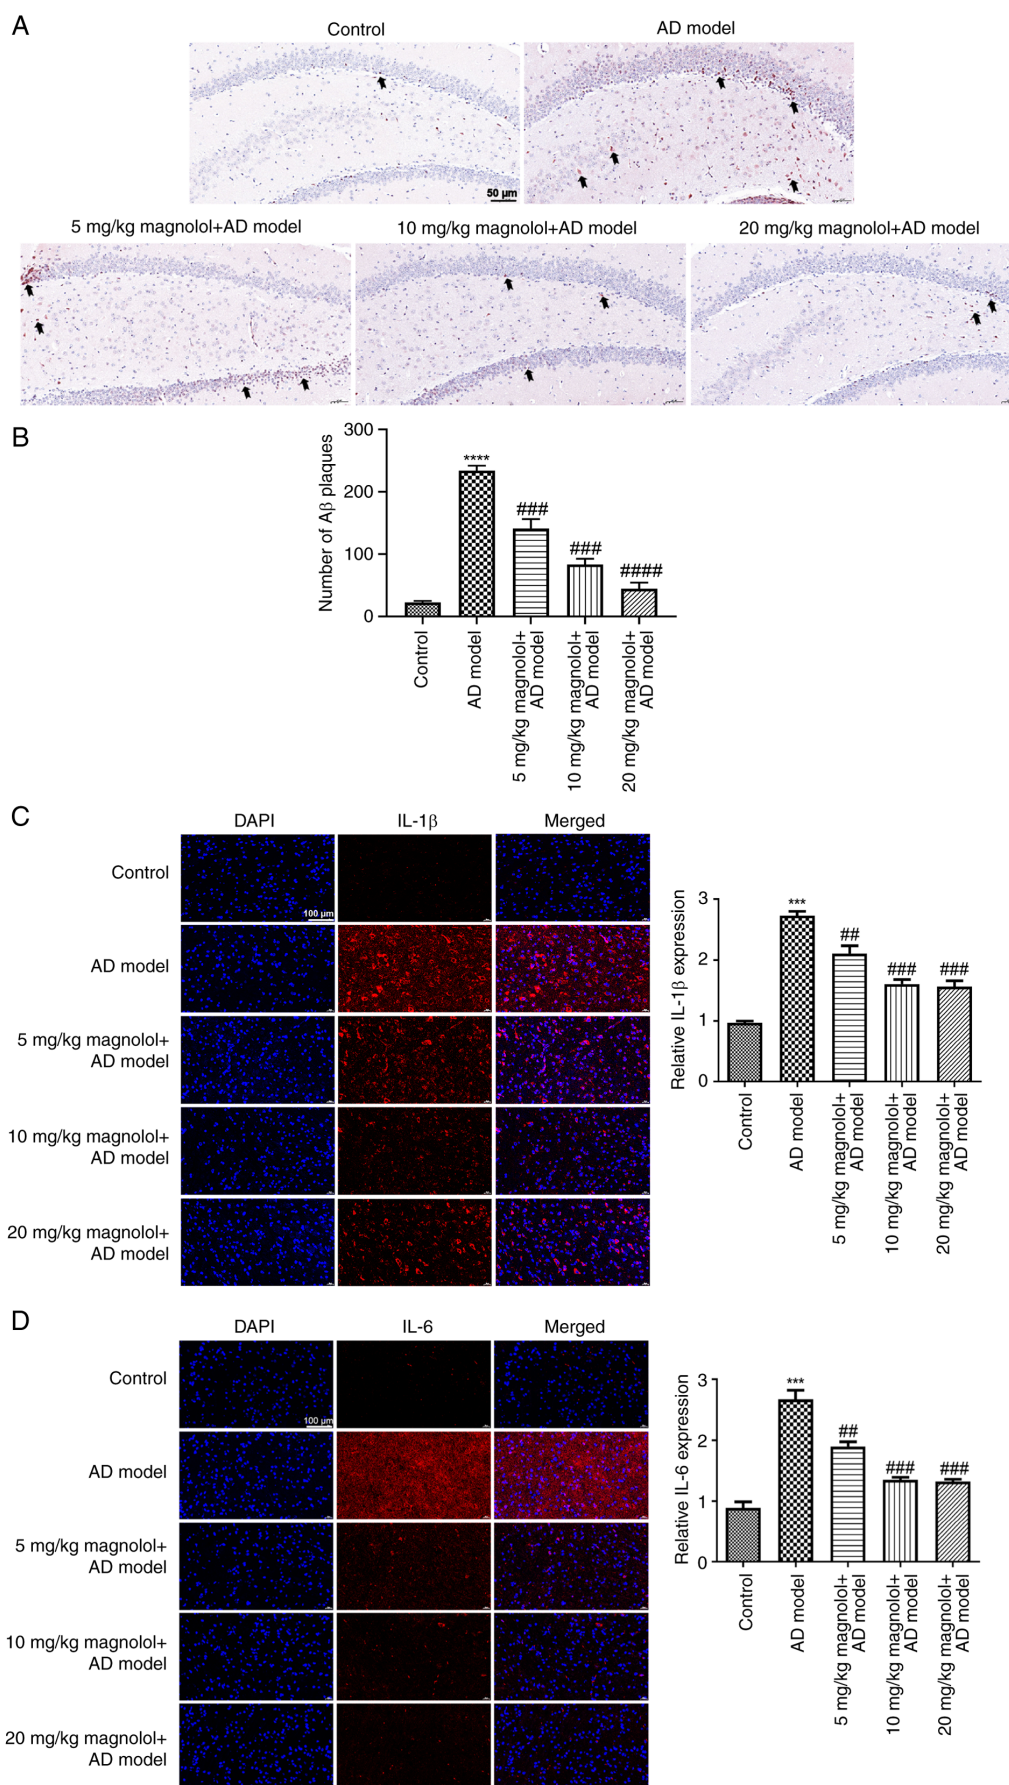 A
Control
AD model
50 µm
5 mg/kg magnolol+AD model
10 mg/kg magnolol+AD model
20 mg/kg magnolol+AD model
B
Number of Aβ plaques
300
200
100
0
****
###
###
####
Control
AD model
5 mg/kg magnolol+
AD model
10 mg/kg magnolol+
AD model
20 mg/kg magnolol+
AD model
C
DAPI
IL-1β
Merged
Control
100 µm
AD model
5 mg/kg magnolol+
AD model
10 mg/kg magnolol+
AD model
20 mg/kg magnolol+
AD model
Relative IL-1β expression
3
2
1
0
***
##
###
###
Control
AD model
5 mg/kg magnolol+
AD model
10 mg/kg magnolol+
AD model
20 mg/kg magnolol+
AD model
D
DAPI
IL-6
Merged
Control
100 µm
AD model
5 mg/kg magnolol+
AD model
10 mg/kg magnolol+
AD model
20 mg/kg magnolol+
AD model
Relative IL-6 expression
3
2
1
0
***
##
###
###
Control
AD model
5 mg/kg magnolol+
AD model
10 mg/kg magnolol+
AD model
20 mg/kg magnolol+
AD model